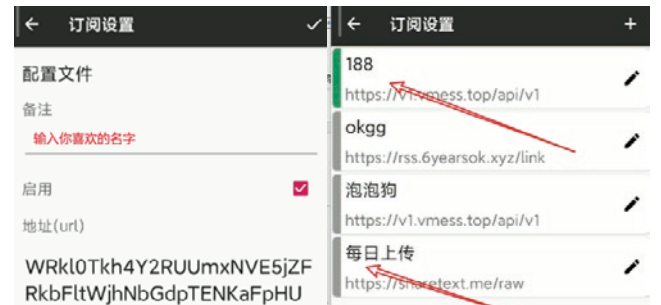 订阅设置
配置文件
备注
输入你喜欢的名字
启用
地址(url)
WRkl0Tkh4Y2RUUmxNVE5jZF
RkbFltWjhNbGdpTENKaFpHU
订阅设置
188
https://v1.vmess.top/api/v1
okgg
https://rss.6yearsok.xyz/link
泡泡狗
https://v1.vmess.top/api/v1
每日上传
https://sharetext.me/raw